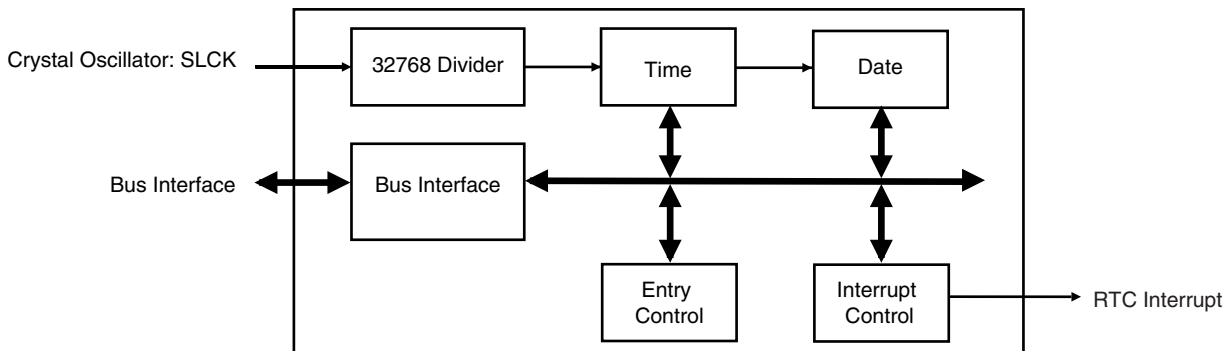 Crystal Oscillator: SLCK
32768 Divider
Time
Date
Bus Interface
Bus Interface
Entry
Control
Interrupt
Control
RTC Interrupt